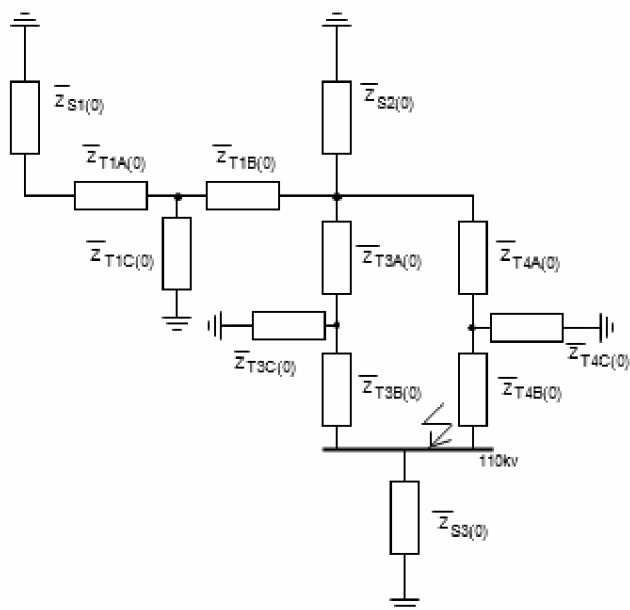 z̅S1(0)
z̅S2(0)
z̅T1A(0)
z̅T1B(0)
z̅T1C(0)
z̅T3A(0)
z̅T4A(0)
z̅T3C(0)
z̅T4C(0)
z̅T3B(0)
z̅T4B(0)
110kv
z̅S3(0)